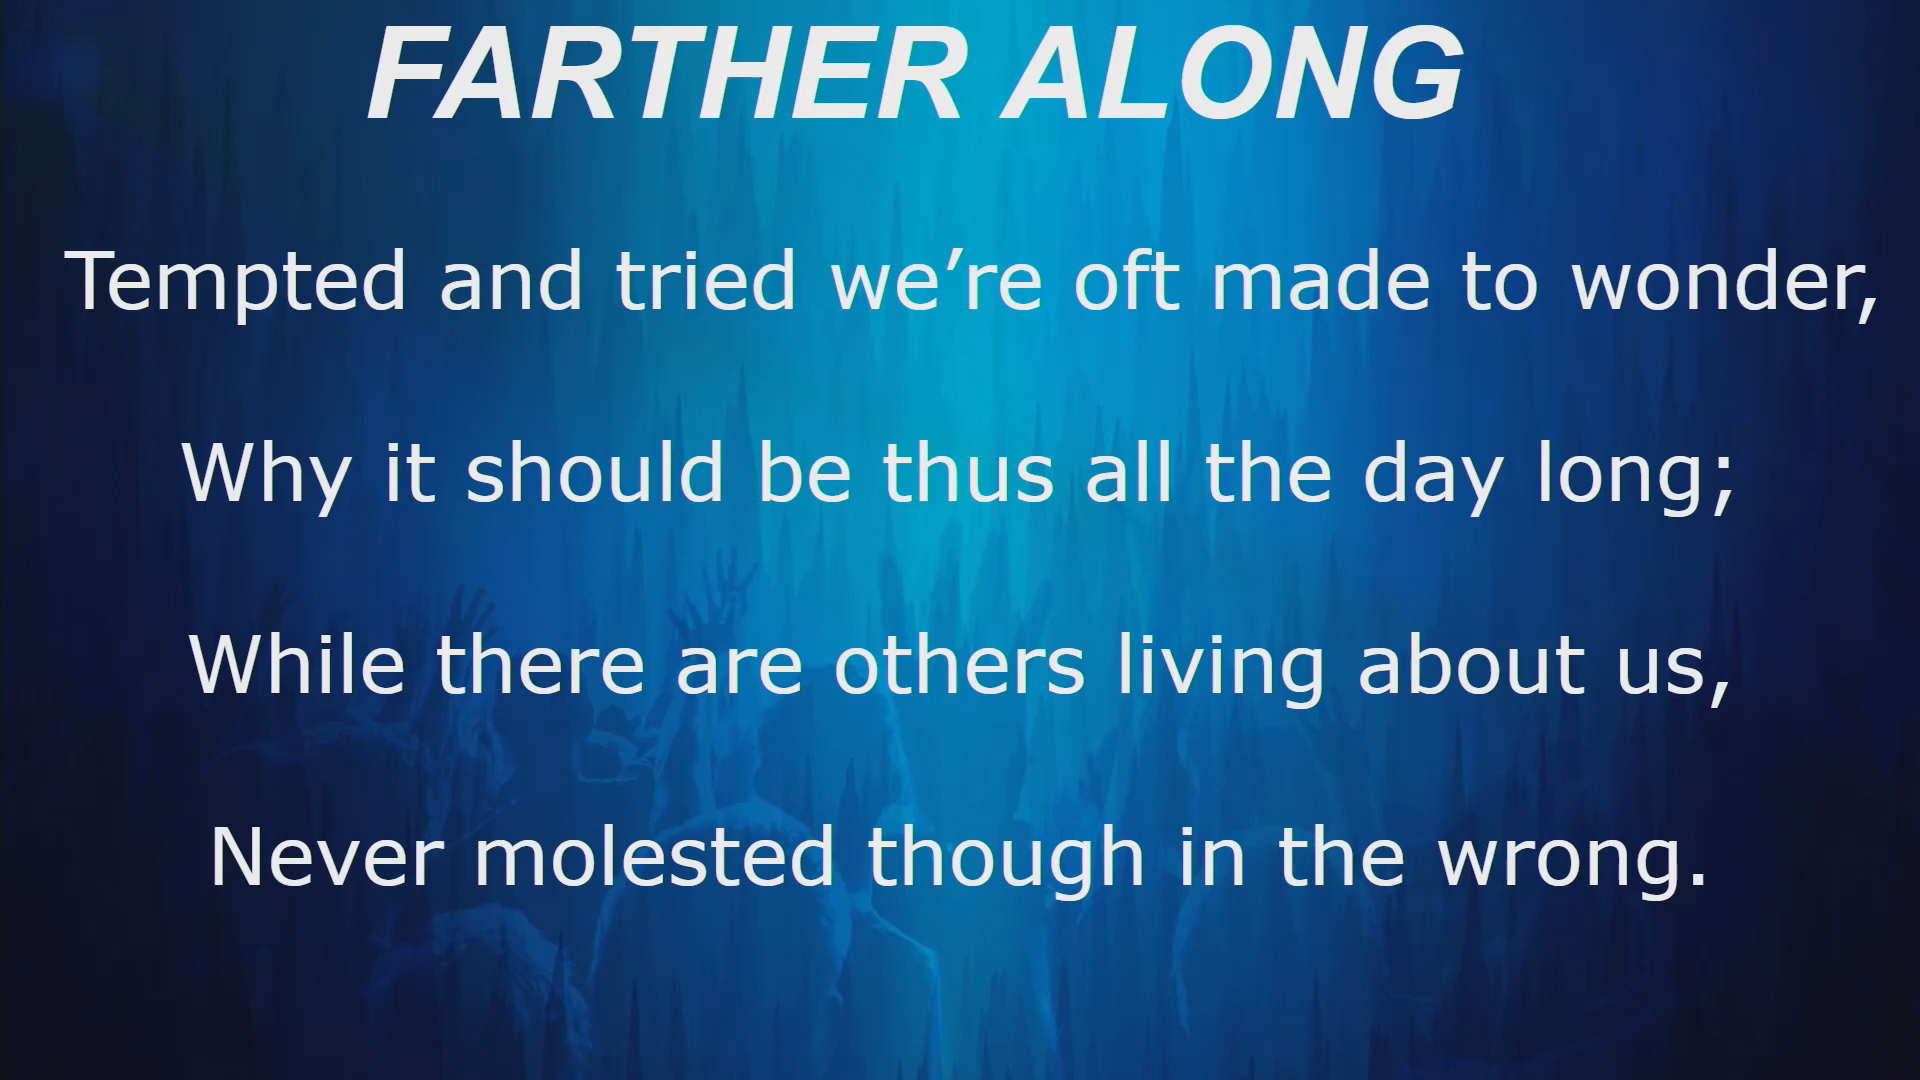 FARTHER ALONG
Tempted and tried we’re oft made to wonder,
Why it should be thus all the day long;
While there are others living about us,
Never molested though in the wrong.